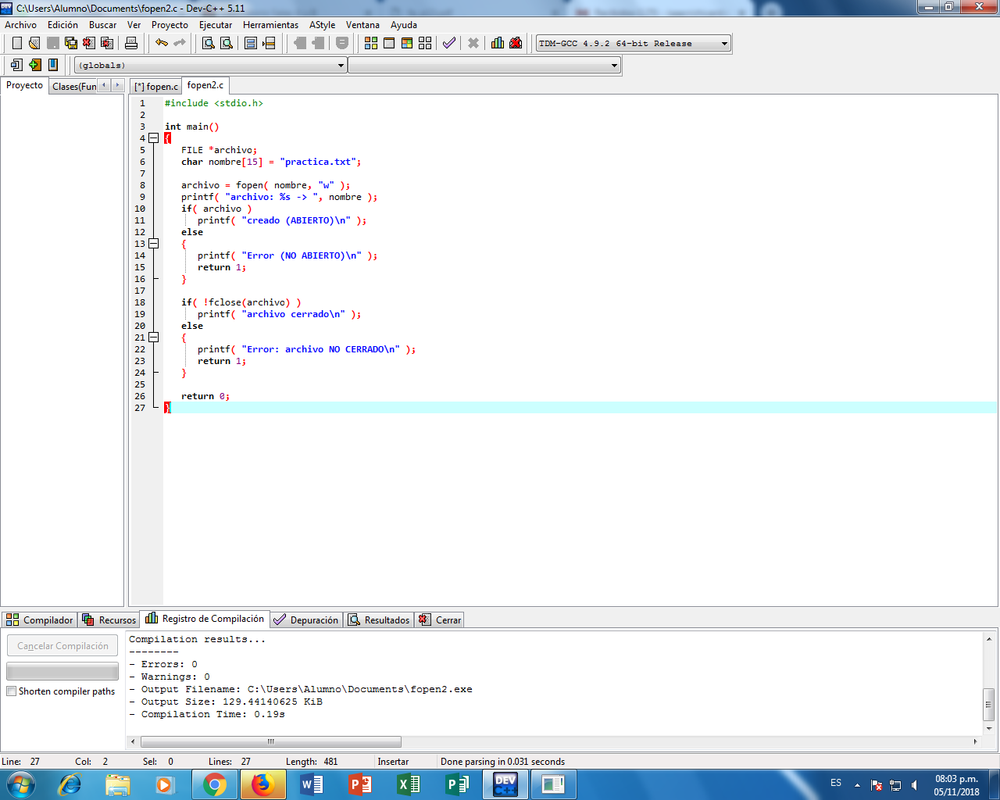 C:\Users\Alumno\Documents\fopen2.c - Dev-C++ 5.11
Archivo Edición Buscar Ver Proyecto Ejecutar Herramientas AStyle Ventana Ayuda
TDM-GCC 4.9.2 64-bit Release
(globals)
Proyecto Clases(Fun [*] fopen.c fopen2.c
1 #include <stdio.h>
2
3 int main()
4 {
5 FILE *archivo;
6 char nombre[15] = "practica.txt";
7
8 archivo = fopen( nombre, "w" );
9 printf( "archivo: %s -> ", nombre );
10 if( archivo )
11 printf( "creado (ABIERTO)\n" );
12 else
13 {
14 printf( "Error (NO ABIERTO)\n" );
15 return 1;
16 }
17
18 if( !fclose(archivo) )
19 printf( "archivo cerrado\n" );
20 else
21 {
22 printf( "Error: archivo NO CERRADO\n" );
23 return 1;
24 }
25
26 return 0;
27 }
Compilador Recursos Registro de Compilación Depuración Resultados Cerrar
Cancelar Compilación
Shorten compiler paths
Compilation results...
--------
- Errors: 0
- Warnings: 0
- Output Filename: C:\Users\Alumno\Documents\fopen2.exe
- Output Size: 129.44140625 KiB
- Compilation Time: 0.19s
Line: 27 Col: 2 Sel: 0 Lines: 27 Length: 481 Insertar Done parsing in 0.031 seconds
DEV C++
ES
08:03 p.m.
05/11/2018